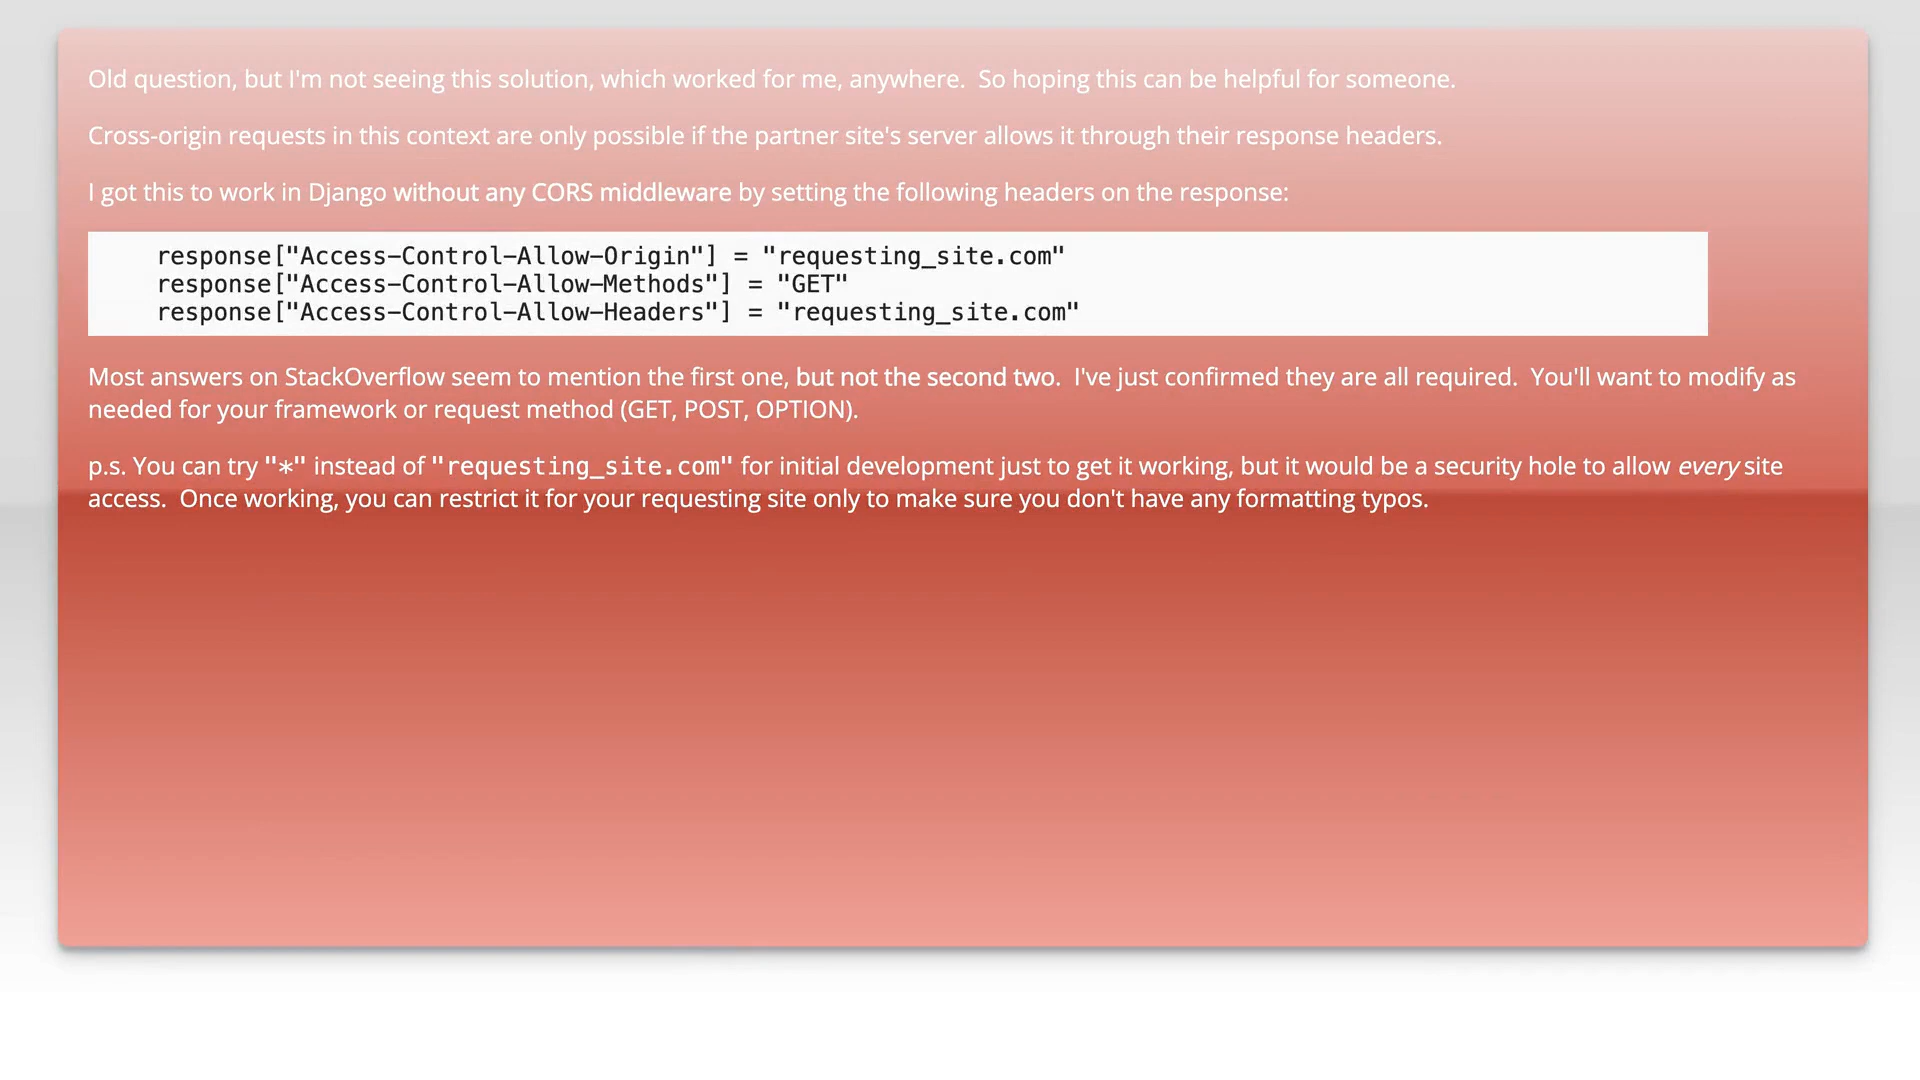 Old question, but I'm not seeing this solution, which worked for me, anywhere.  So hoping this can be helpful for someone.
Cross-origin requests in this context are only possible if the partner site's server allows it through their response headers.
I got this to work in Django without any CORS middleware by setting the following headers on the response:
response["Access-Control-Allow-Origin"] = "requesting_site.com"
response["Access-Control-Allow-Methods"] = "GET"
response["Access-Control-Allow-Headers"] = "requesting_site.com"
Most answers on StackOverflow seem to mention the first one, but not the second two.  I've just confirmed they are all required.  You'll want to modify as
needed for your framework or request method (GET, POST, OPTION).
p.s. You can try "*" instead of "requesting_site.com" for initial development just to get it working, but it would be a security hole to allow every site
access.  Once working, you can restrict it for your requesting site only to make sure you don't have any formatting typos.